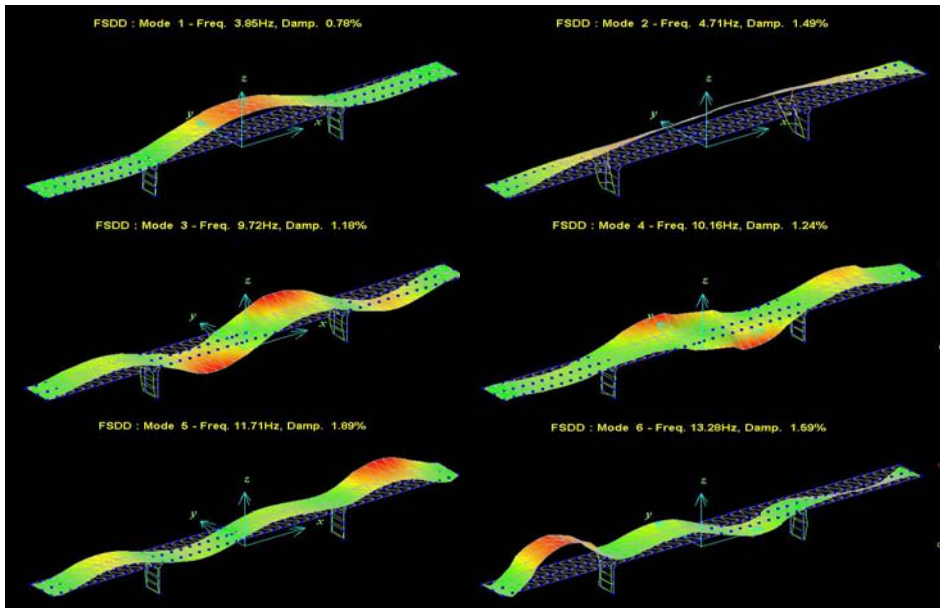 FSDD : Mode 1 - Freq. 3.85Hz, Damp. 0.78%
FSDD : Mode 2 - Freq. 4.71Hz, Damp. 1.49%
z
y
x
z
y
x
FSDD : Mode 3 - Freq. 9.72Hz, Damp. 1.18%
FSDD : Mode 4 - Freq. 10.16Hz, Damp. 1.24%
z
y
x
z
y
FSDD : Mode 5 - Freq. 11.71Hz, Damp. 1.89%
FSDD : Mode 6 - Freq. 13.28Hz, Damp. 1.59%
z
y
x
z
y